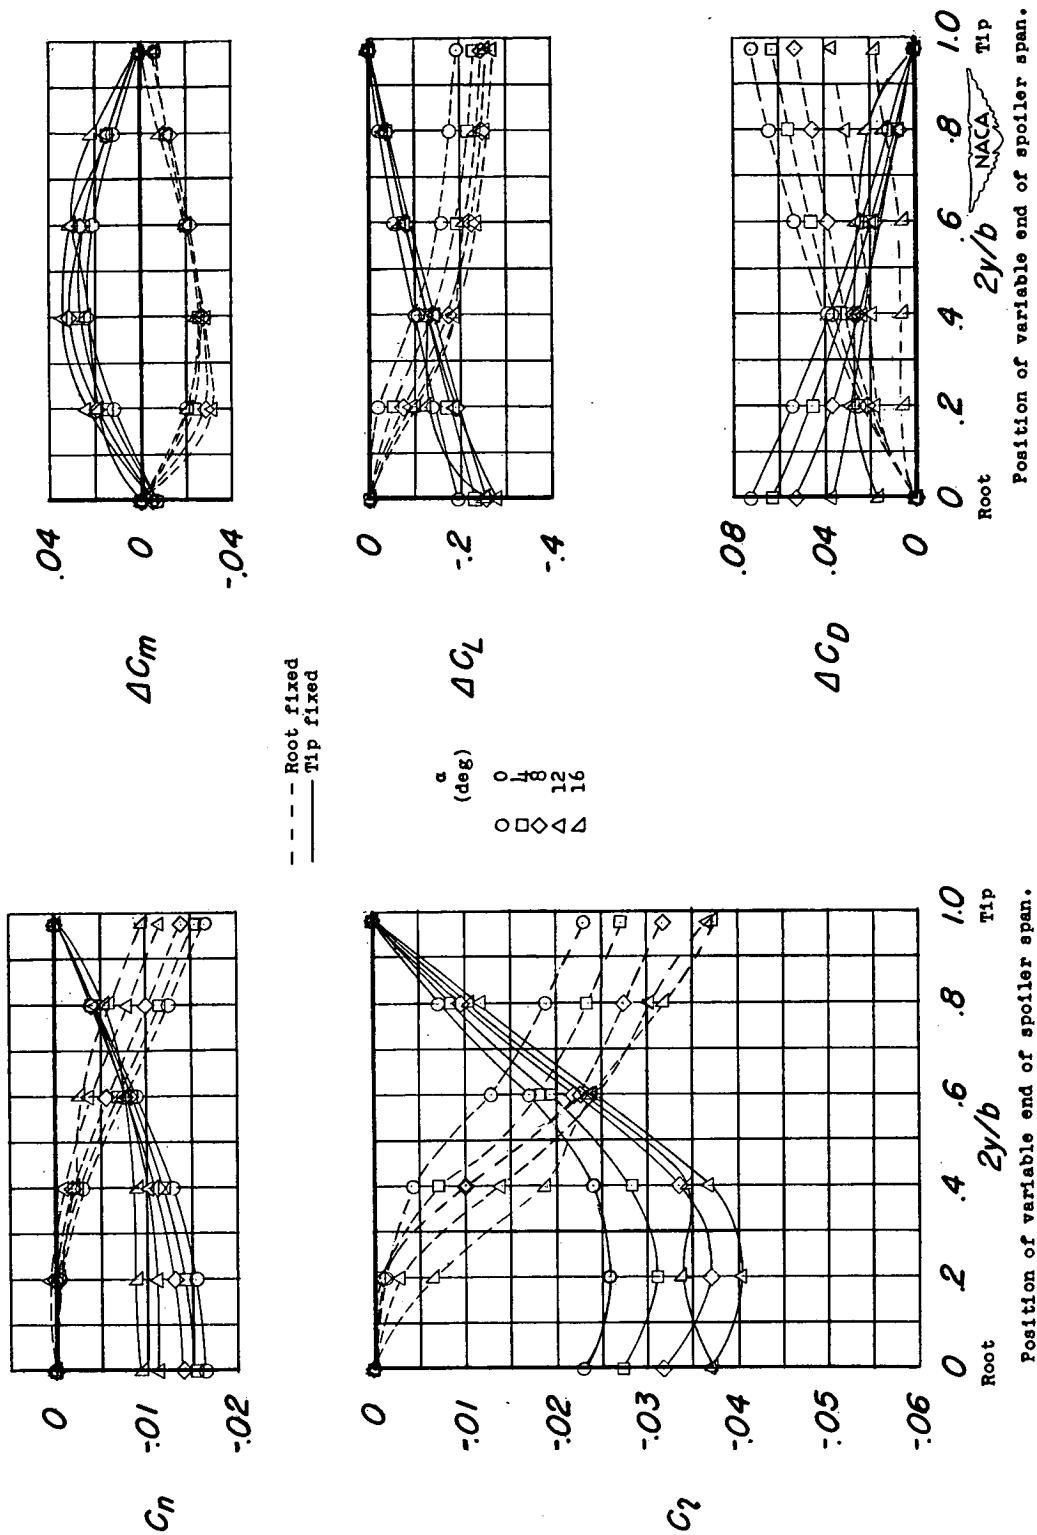 .04
0
-.04
ΔCm
0
-.2
-.4
ΔCL
.08
.04
0
ΔCD
0 .2 .4 .6 .8 1.0
Root 2y/b Tip
NACA
Position of variable end of spoiler span.
- - - - Root fixed
——— Tip fixed
α
(deg)
○ 0
□ 4
◇ 8
△ 12
△ 16
0
-.01
-.02
Cn
0
-.01
-.02
-.03
-.04
-.05
-.06
Cl
0 .2 .4 .6 .8 1.0
Root 2y/b Tip
Position of variable end of spoiler span.